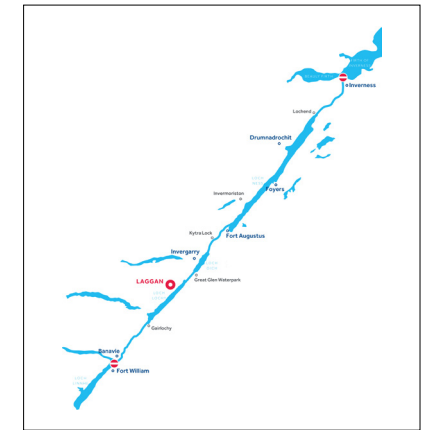 Inverness
Lochend
Drumnadrochit
Foyers
Invermoriston
Fort Augustus
Kytra Lock
Invergarry
Great Glen Waterpark
LAGGAN
Gairlochy
Banavie
Fort William